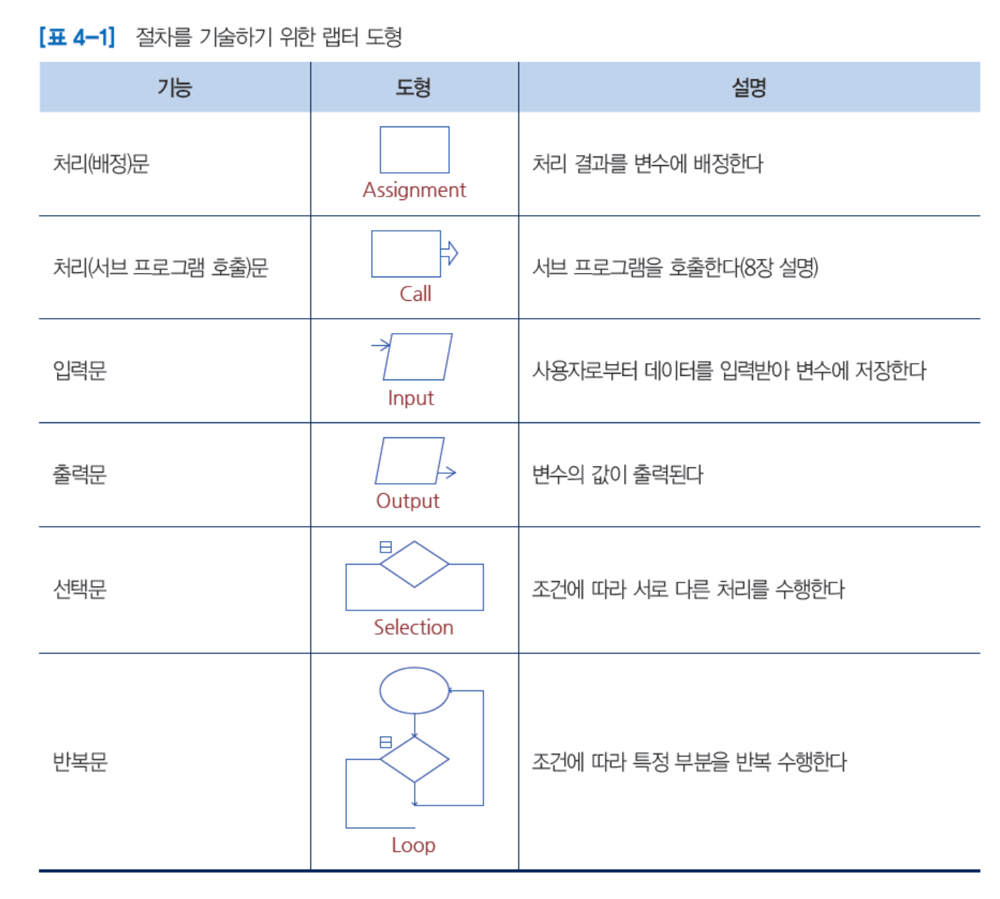 [표 4-1] 절차를 기술하기 위한 랩터 도형
기능 도형 설명
처리(배정)문 Assignment 처리 결과를 변수에 배정한다
처리(서브 프로그램 호출)문 Call 서브 프로그램을 호출한다(8장 설명)
입력문 Input 사용자로부터 데이터를 입력받아 변수에 저장한다
출력문 Output 변수의 값이 출력된다
선택문 Selection 조건에 따라 서로 다른 처리를 수행한다
반복문 Loop 조건에 따라 특정 부분을 반복 수행한다